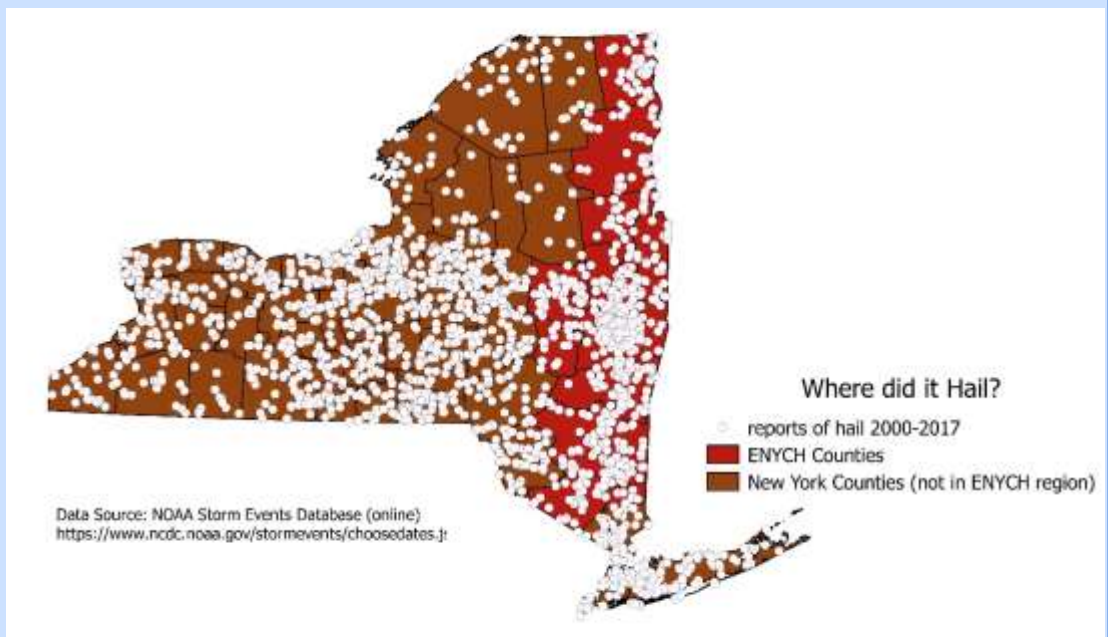 Where did it Hail?
reports of hail 2000-2017
ENYCH Counties
New York Counties (not in ENYCH region)
Data Source: NOAA Storm Events Database (online)
https://www.ncdc.noaa.gov/stormevents/choosedates.j